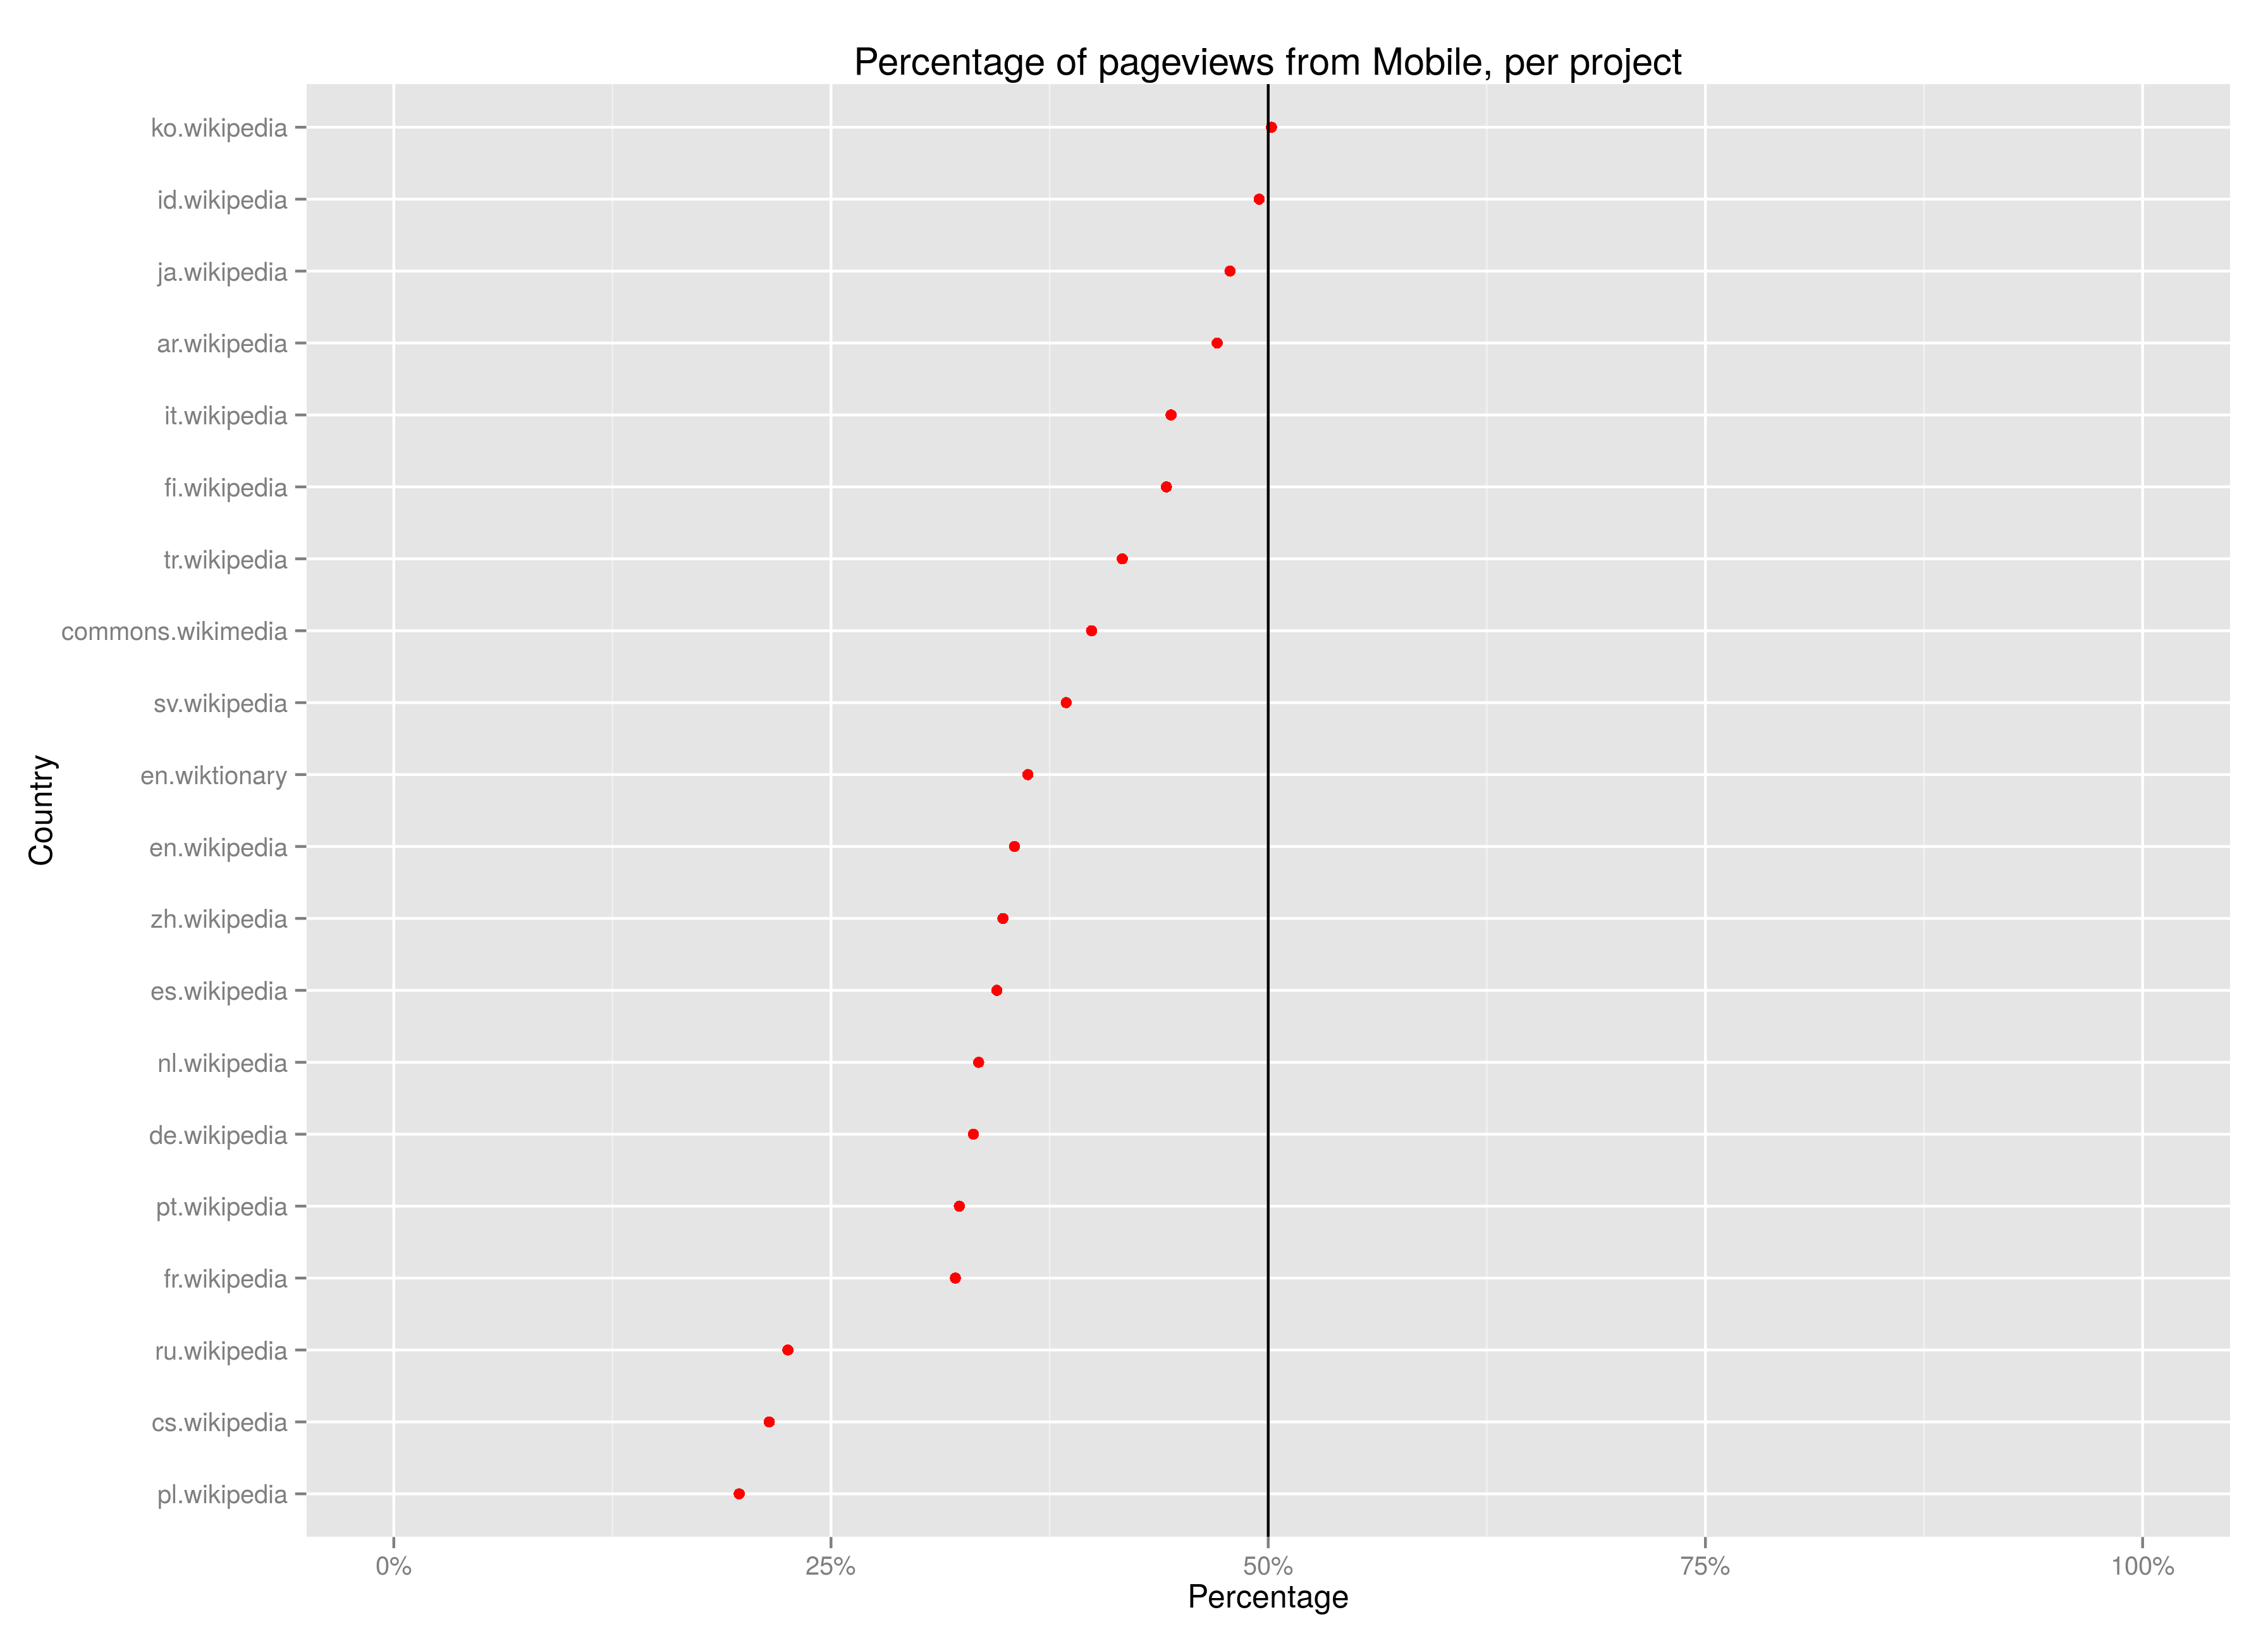 Percentage of pageviews from Mobile, per project
ko.wikipedia
id.wikipedia
ja.wikipedia
ar.wikipedia
it.wikipedia
fi.wikipedia
tr.wikipedia
commons.wikimedia
sv.wikipedia
en.wiktionary
en.wikipedia
zh.wikipedia
es.wikipedia
nl.wikipedia
de.wikipedia
pt.wikipedia
fr.wikipedia
ru.wikipedia
cs.wikipedia
pl.wikipedia
Country
0% 25% 50% 75% 100%
Percentage